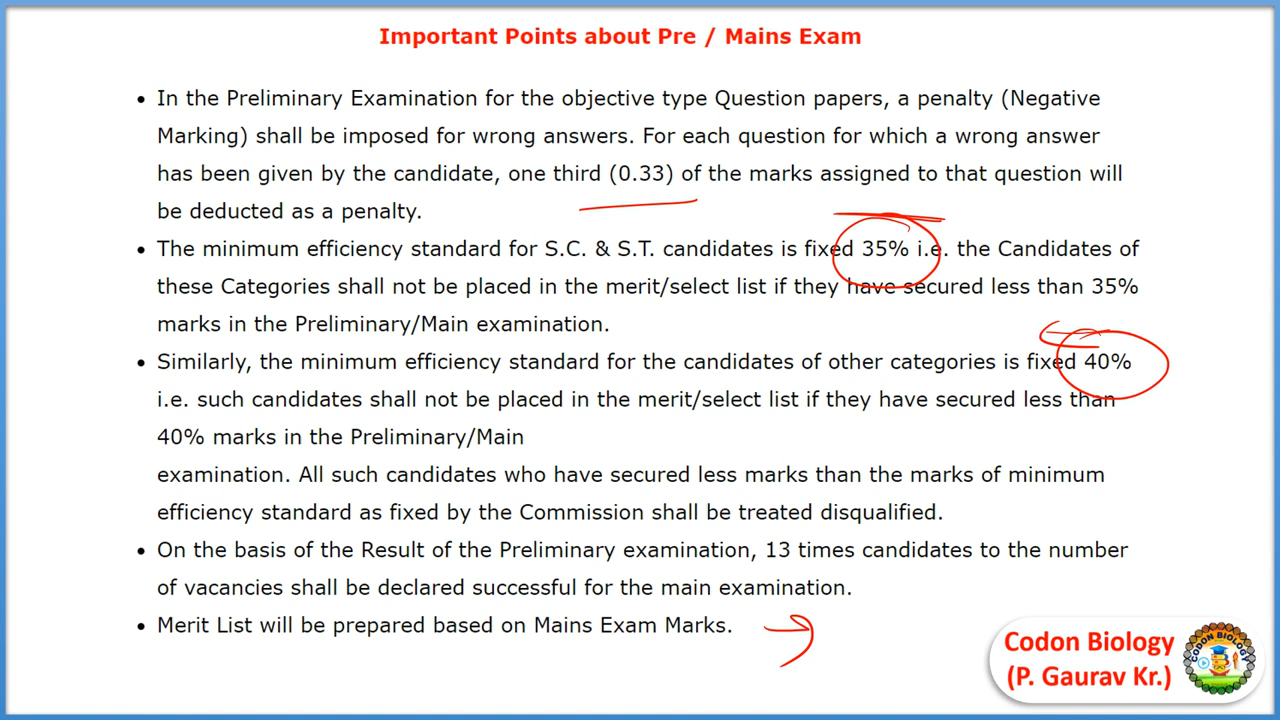 Important Points about Pre / Mains Exam
• In the Preliminary Examination for the objective type Question papers, a penalty (Negative
Marking) shall be imposed for wrong answers. For each question for which a wrong answer
has been given by the candidate, one third (0.33) of the marks assigned to that question will
be deducted as a penalty.
• The minimum efficiency standard for S.C. & S.T. candidates is fixed 35% i.e. the Candidates of
these Categories shall not be placed in the merit/select list if they have secured less than 35%
marks in the Preliminary/Main examination.
• Similarly, the minimum efficiency standard for the candidates of other categories is fixed 40%
i.e. such candidates shall not be placed in the merit/select list if they have secured less than
40% marks in the Preliminary/Main
examination. All such candidates who have secured less marks than the marks of minimum
efficiency standard as fixed by the Commission shall be treated disqualified.
• On the basis of the Result of the Preliminary examination, 13 times candidates to the number
of vacancies shall be declared successful for the main examination.
• Merit List will be prepared based on Mains Exam Marks.
Codon Biology
(P. Gaurav Kr.)
CODON BIOLOGY